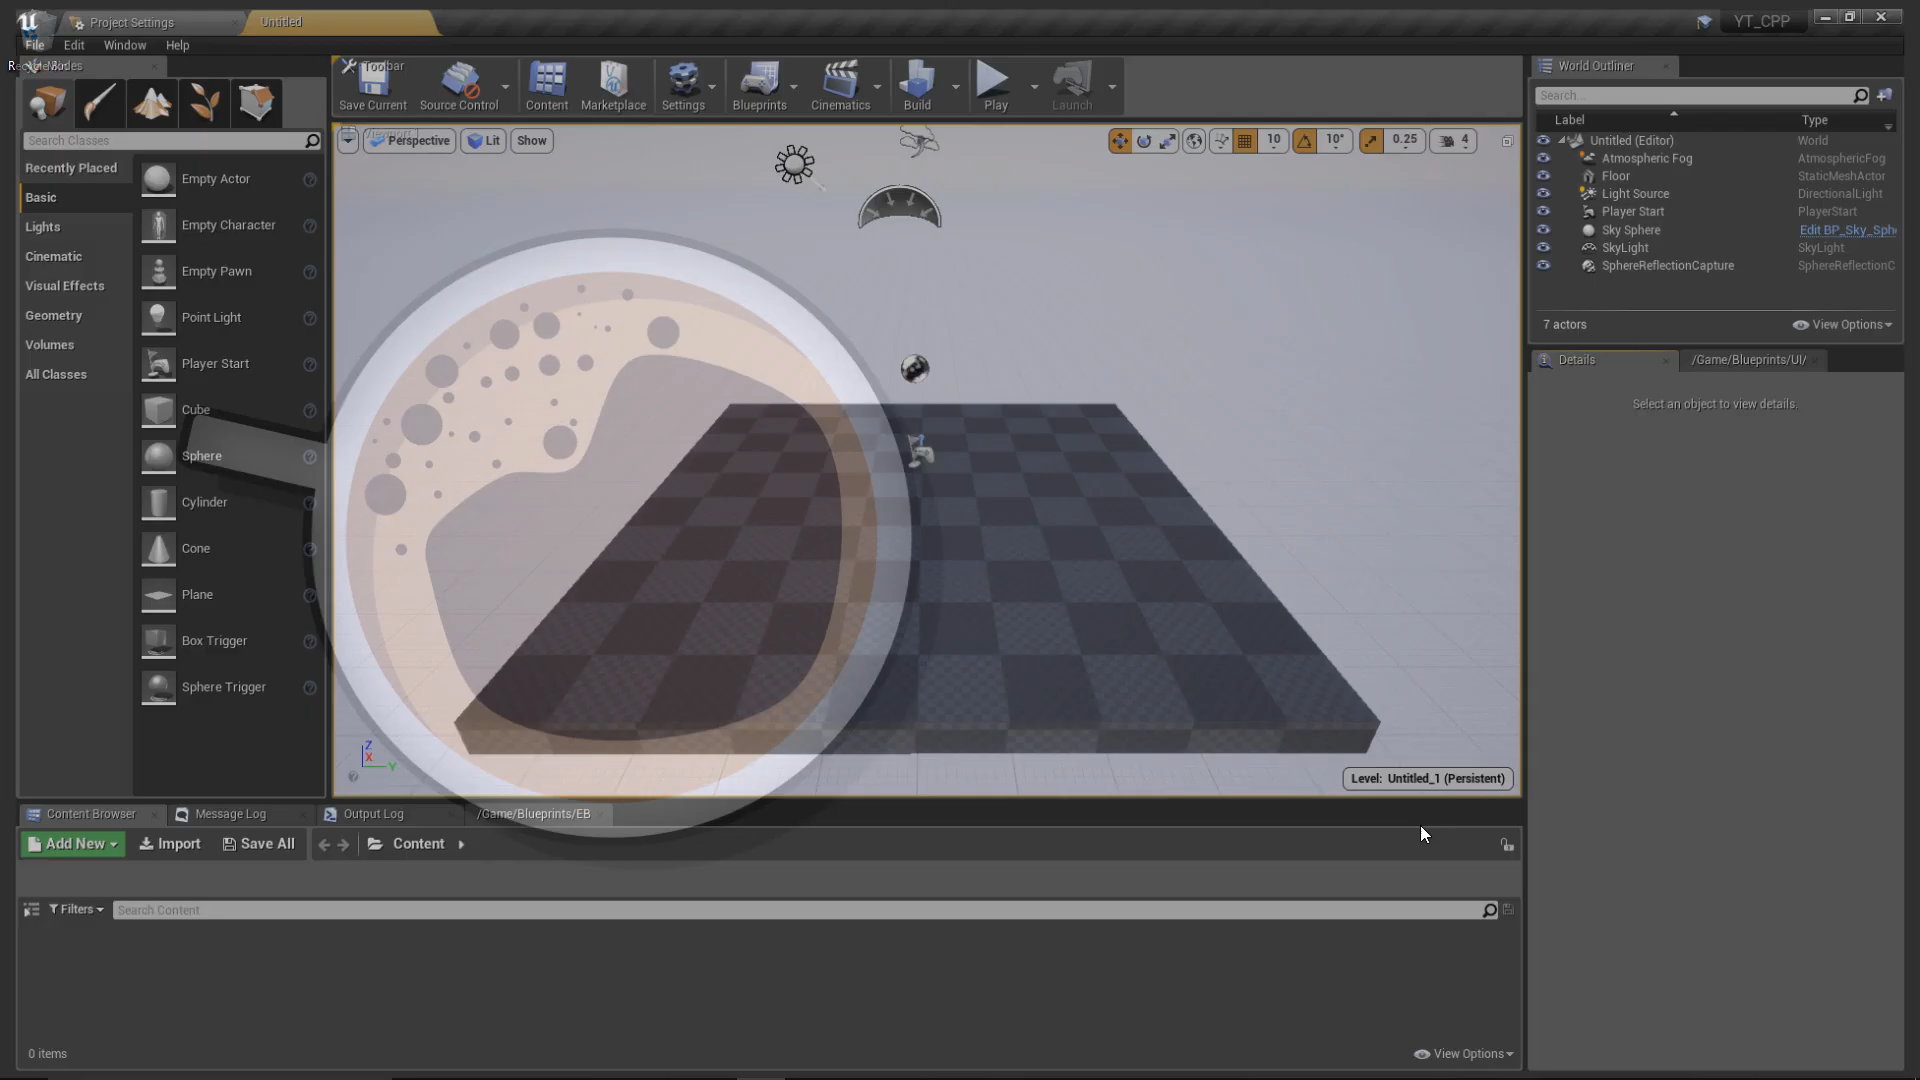 Project Settings
Untitled
YT_CPP
File
Edit
Window
Help
Toolbar
Save Current
Source Control
Content
Marketplace
Settings
Blueprints
Cinematics
Build
Play
Launch
World Outliner
Search...
Label
Type
Search Classes
Perspective
Lit
Show
10
10°
0.25
4
Recently Placed
Basic
Lights
Cinematic
Visual Effects
Geometry
Volumes
All Classes
Empty Actor
Empty Character
Empty Pawn
Point Light
Player Start
Cube
Sphere
Cylinder
Cone
Plane
Box Trigger
Sphere Trigger
Untitled (Editor) World
Atmospheric Fog AtmosphericFog
Floor StaticMeshActor
Light Source DirectionalLight
Player Start PlayerStart
Sky Sphere Edit BP_Sky_Sph
SkyLight SkyLight
SphereReflectionCapture SphereReflectionC
7 actors
View Options
Details
/Game/Blueprints/UI/
Select an object to view details.
Z
X
Y
Level: Untitled_1 (Persistent)
Content Browser
Message Log
Output Log
/Game/Blueprints/EB
Add New
Import
Save All
Content
Filters
Search Content
0 items
View Options